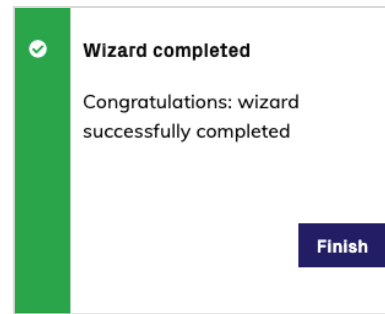 Wizard completed
Congratulations: wizard
successfully completed
Finish